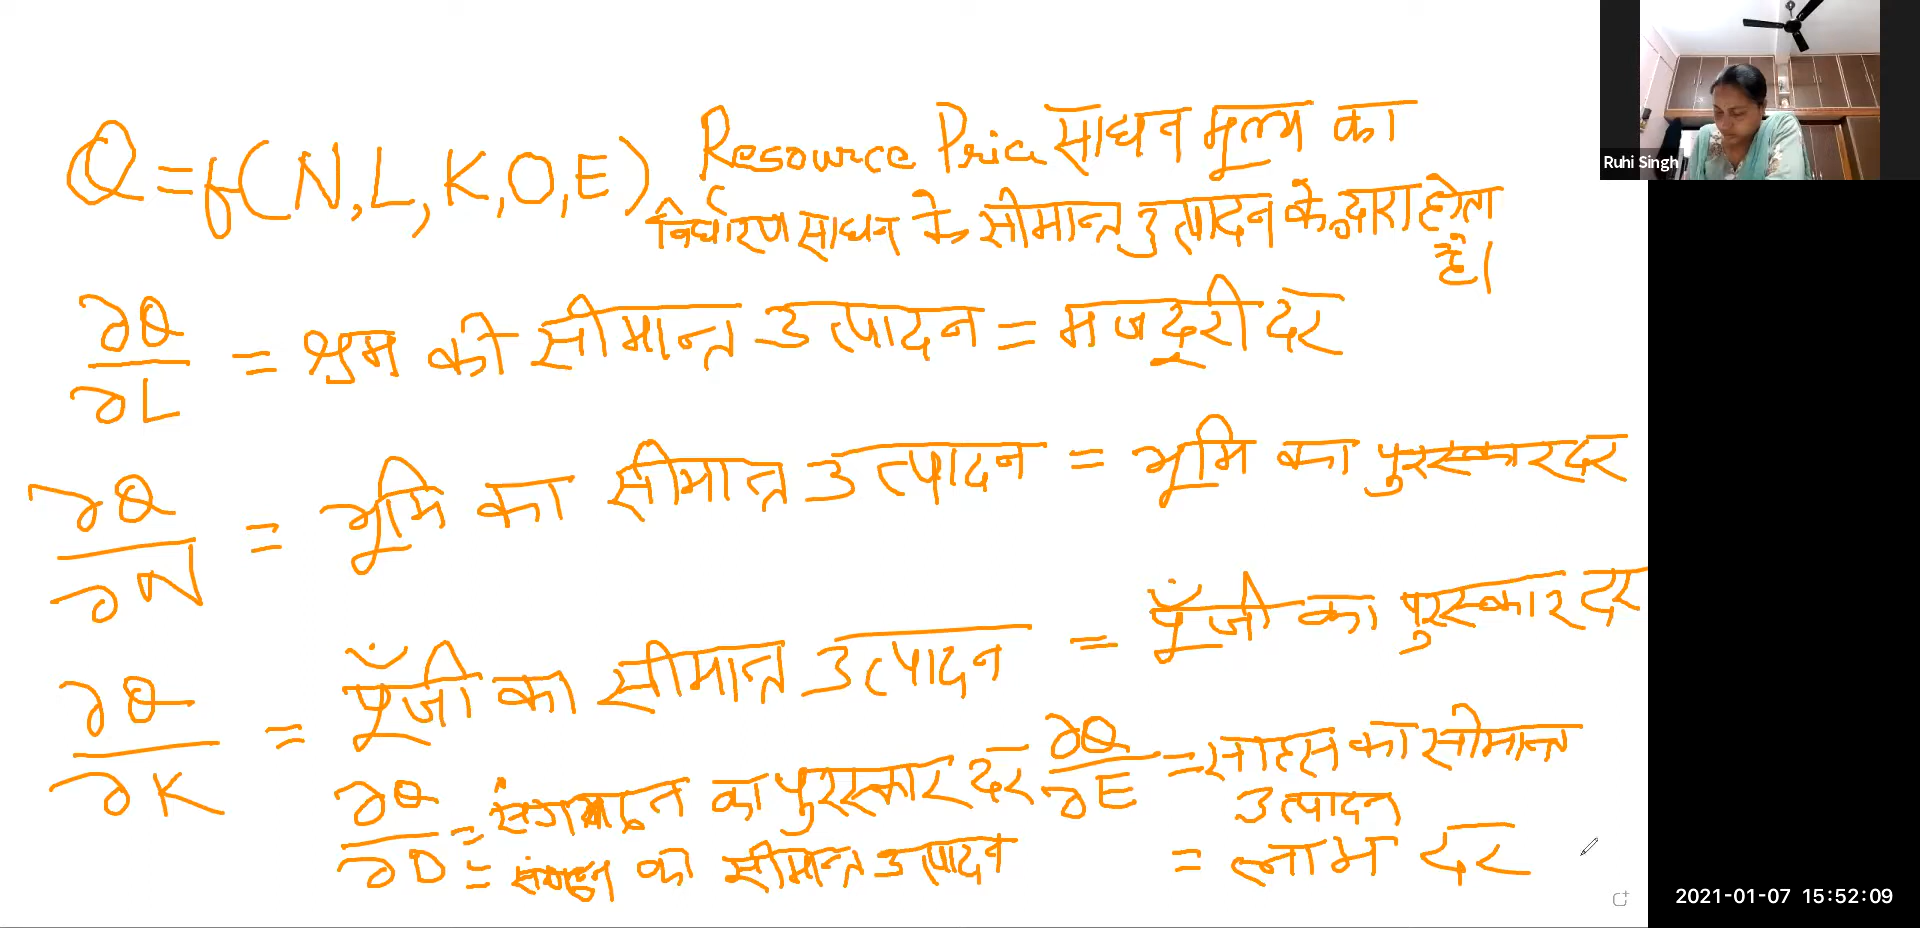 Q=f(N,L,K,O,E) Resource Price साधन मूल्य का
निर्धारण साधन के सीमान्त उत्पादन के द्वारा होता
है।
∂Q/∂L = श्रम की सीमान्त उत्पादन = मजदूरी दर
∂Q/∂N = भूमि का सीमान्त उत्पादन = भूमि का पुरस्कार दर
∂Q/∂K = पूँजी का सीमान्त उत्पादन = पूँजी का पुरस्कार दर
∂Q/∂O = संगठन का पुरस्कार दर
= संगठन का सीमान्त उत्पादन
∂Q/∂E = साहस का सीमान्त
उत्पादन
= लाभ दर
Ruhi Singh
2021-01-07 15:52:09